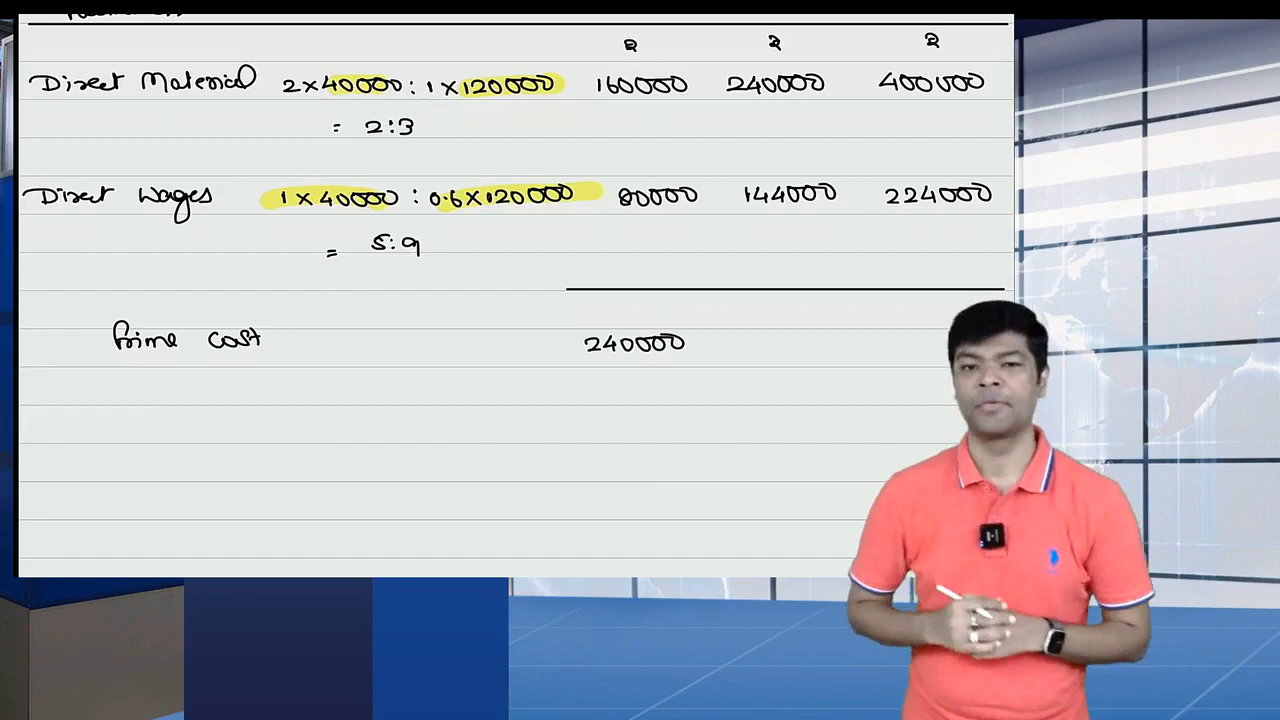 ₹ ₹ ₹
Direct Material 2×40000 : 1×120000 160000 240000 400000
= 2:3
Direct Wages 1×40000 : 0.6×120000 80000 144000 224000
= 5:9
Prime Cost 240000